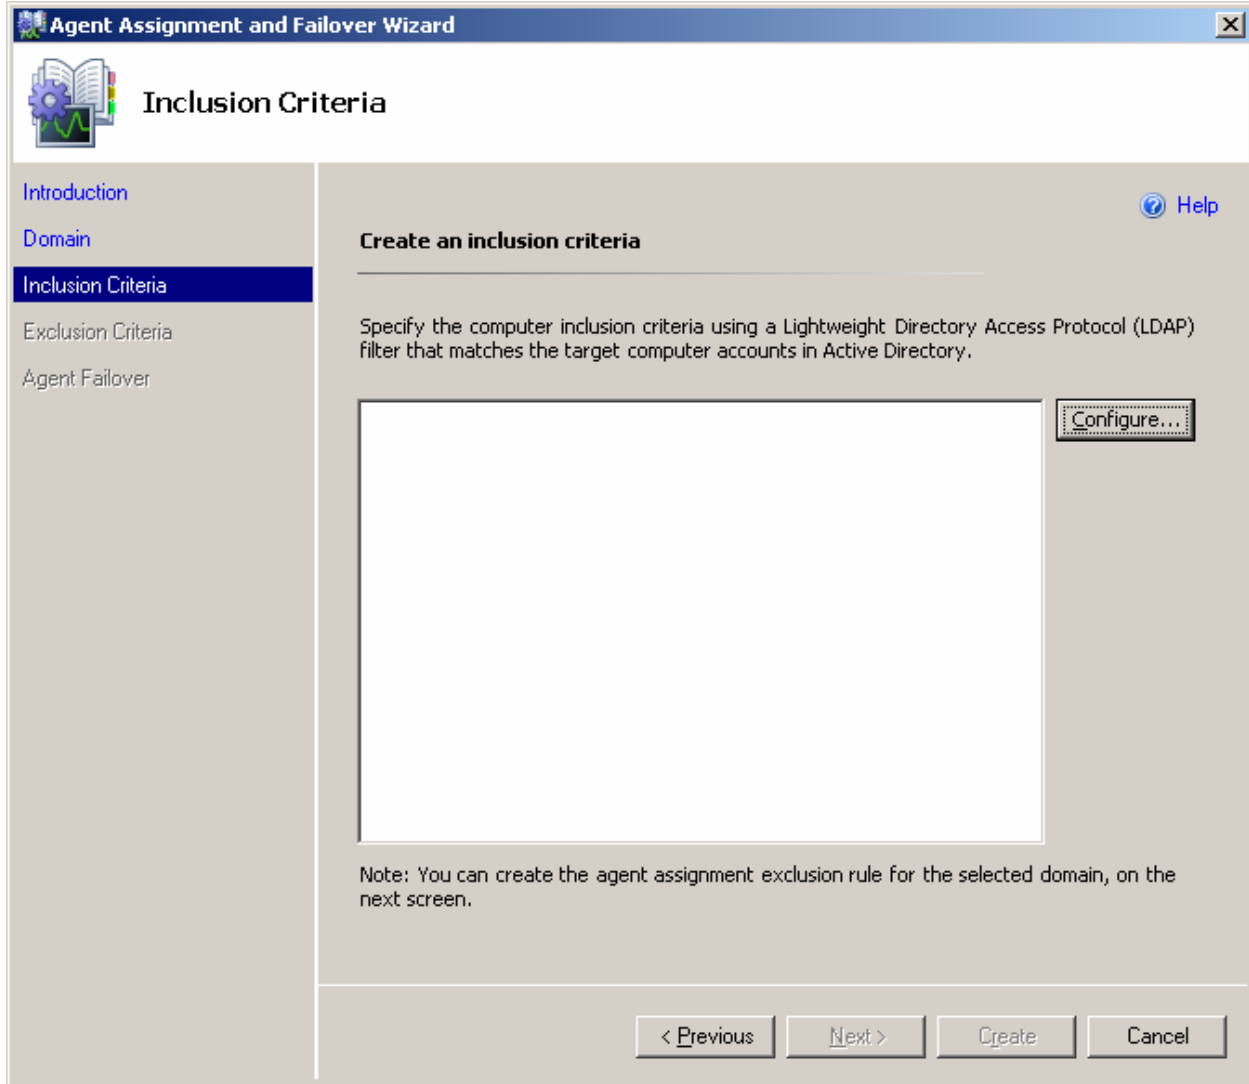 Agent Assignment and Failover Wizard
Inclusion Criteria
Introduction
Domain
Inclusion Criteria
Exclusion Criteria
Agent Failover
Help
Create an inclusion criteria
Specify the computer inclusion criteria using a Lightweight Directory Access Protocol (LDAP)
filter that matches the target computer accounts in Active Directory.
Configure...
Note: You can create the agent assignment exclusion rule for the selected domain, on the
next screen.
< Previous
Next >
Create
Cancel